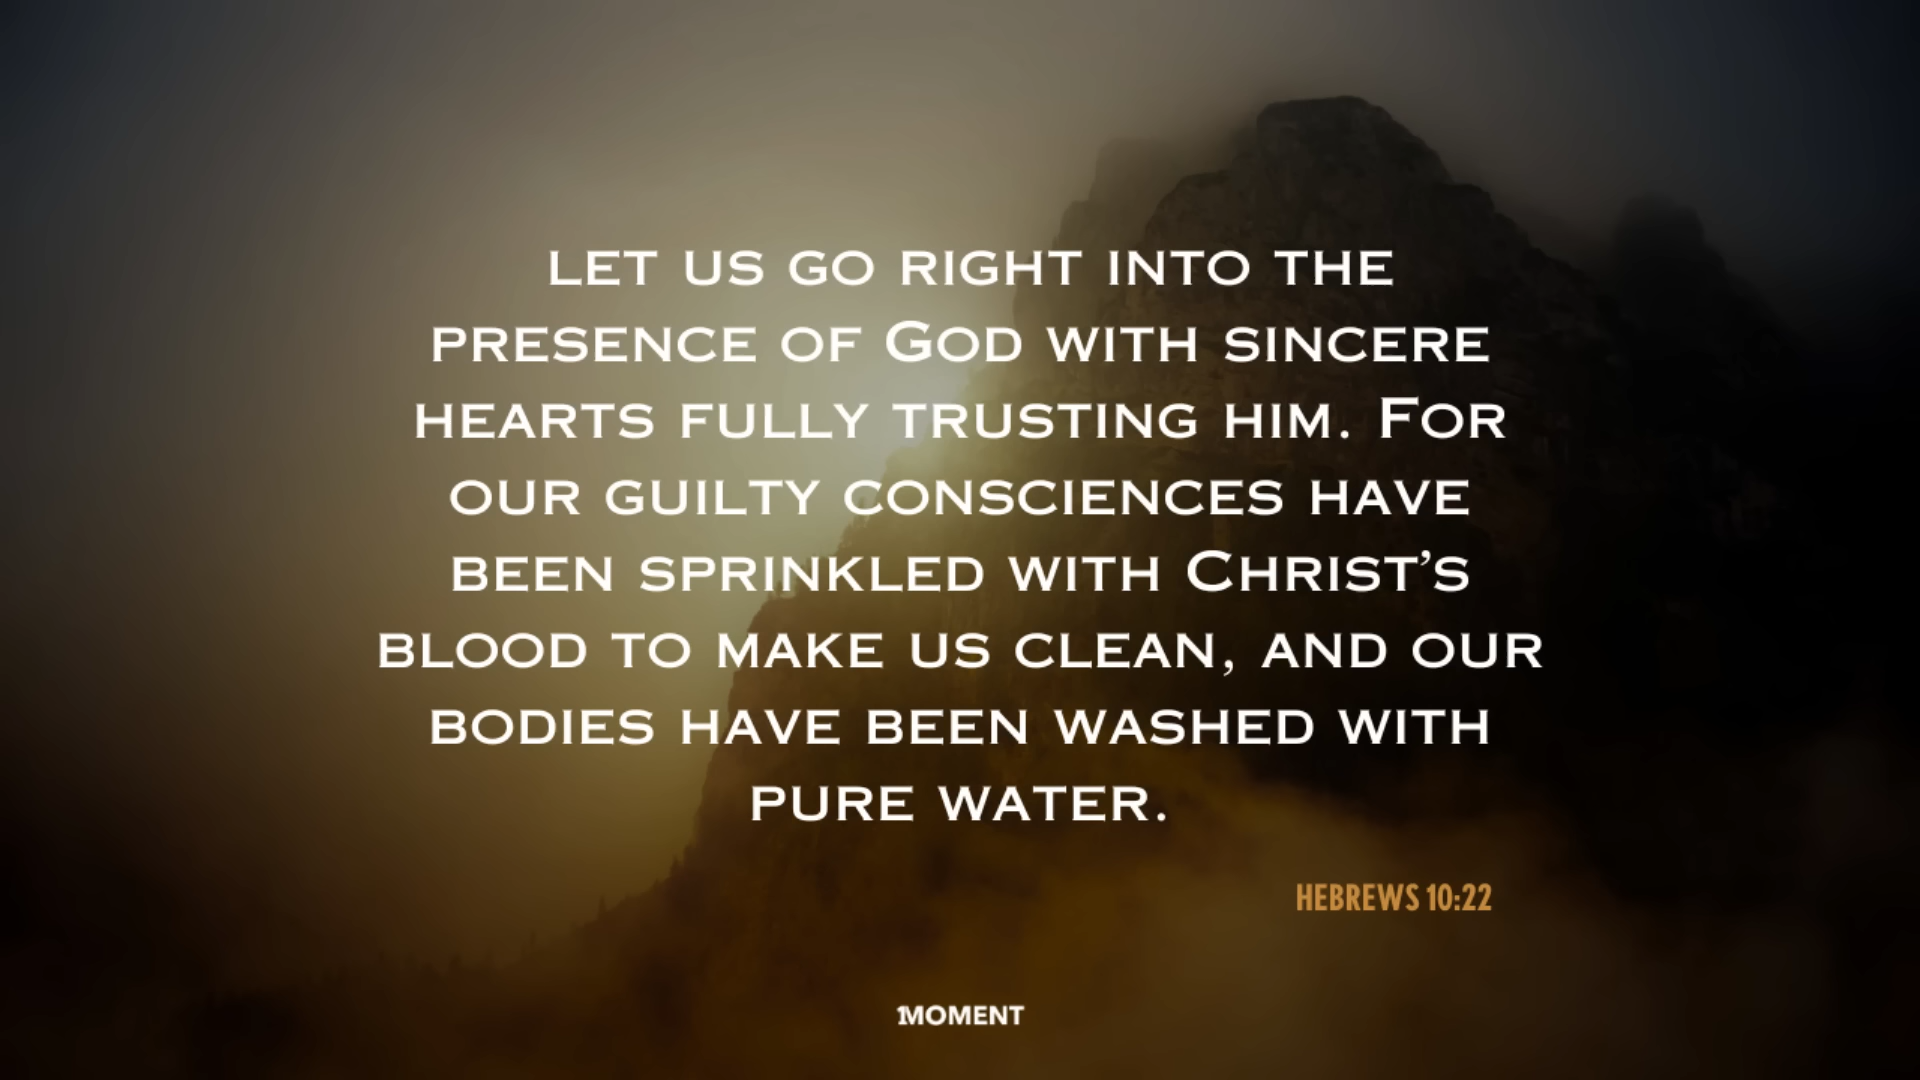 LET US GO RIGHT INTO THE
PRESENCE OF GOD WITH SINCERE
HEARTS FULLY TRUSTING HIM. FOR
OUR GUILTY CONSCIENCES HAVE
BEEN SPRINKLED WITH CHRIST’S
BLOOD TO MAKE US CLEAN, AND OUR
BODIES HAVE BEEN WASHED WITH
PURE WATER.
HEBREWS 10:22
1MOMENT